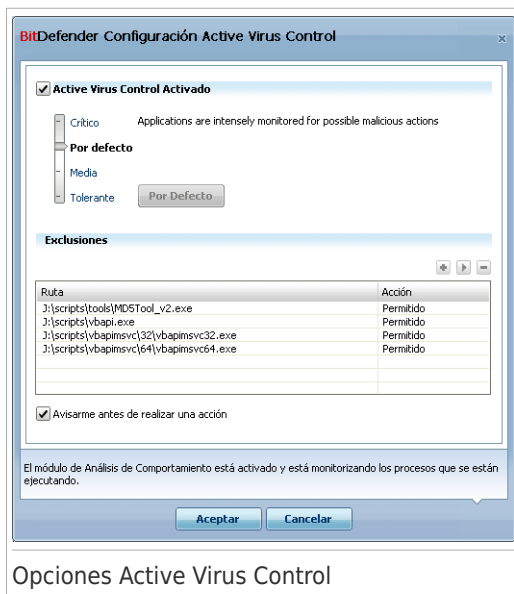 BitDefender Configuración Active Virus Control
Active Virus Control Activado
Crítico Applications are intensely monitored for possible malicious actions
Por defecto
Media
Tolerante Por Defecto
Exclusiones
Ruta Acción
J:\scripts\tools\MD5Tool_v2.exe Permitido
J:\scripts\vbapi.exe Permitido
J:\scripts\vbapimsvc\32\vbapimsvc32.exe Permitido
J:\scripts\vbapimsvc\64\vbapimsvc64.exe Permitido
Avisarme antes de realizar una acción
El módulo de Análisis de Comportamiento está activado y está monitorizando los procesos que se están
ejecutando.
Aceptar Cancelar
Opciones Active Virus Control